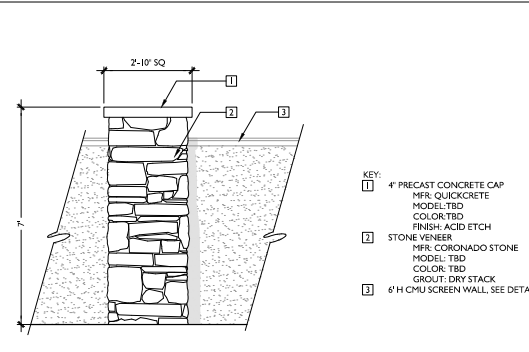 2'-10" SQ
1
2
3
7'
KEY:
1 4" PRECAST CONCRETE CAP
MFR: QUICKCRETE
MODEL:TBD
COLOR:TBD
FINISH: ACID ETCH
2 STONE VENEER
MFR: CORONADO STONE
MODEL: TBD
COLOR: TBD
GROUT: DRY STACK
3 6' H CMU SCREEN WALL, SEE DETA